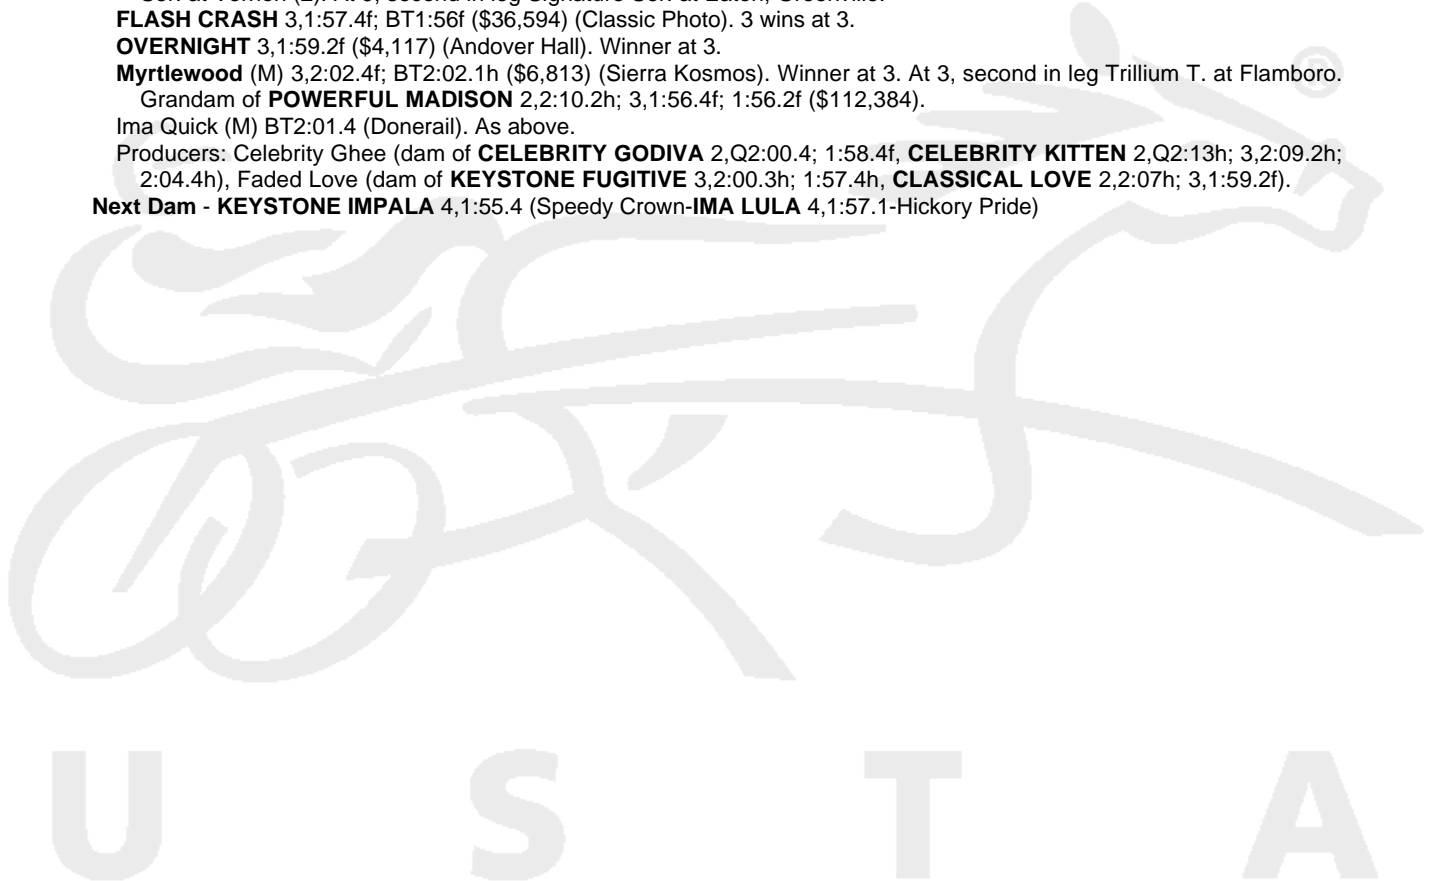 FLASH CRASH 3,1:57.4f; BT1:56f ($36,594) (Classic Photo). 3 wins at 3.
OVERNIGHT 3,1:59.2f ($4,117) (Andover Hall). Winner at 3.
Myrtlewood (M) 3,2:02.4f; BT2:02.1h ($6,813) (Sierra Kosmos). Winner at 3. At 3, second in leg Trillium T. at Flamboro.
Grandam of POWERFUL MADISON 2,2:10.2h; 3,1:56.4f; 1:56.2f ($112,384).
Ima Quick (M) BT2:01.4 (Donerail). As above.
Producers: Celebrity Ghee (dam of CELEBRITY GODIVA 2,Q2:00.4; 1:58.4f, CELEBRITY KITTEN 2,Q2:13h; 3,2:09.2h;
2:04.4h), Faded Love (dam of KEYSTONE FUGITIVE 3,2:00.3h; 1:57.4h, CLASSICAL LOVE 2,2:07h; 3,1:59.2f).
Next Dam - KEYSTONE IMPALA 4,1:55.4 (Speedy Crown-IMA LULA 4,1:57.1-Hickory Pride)
®
U S T A